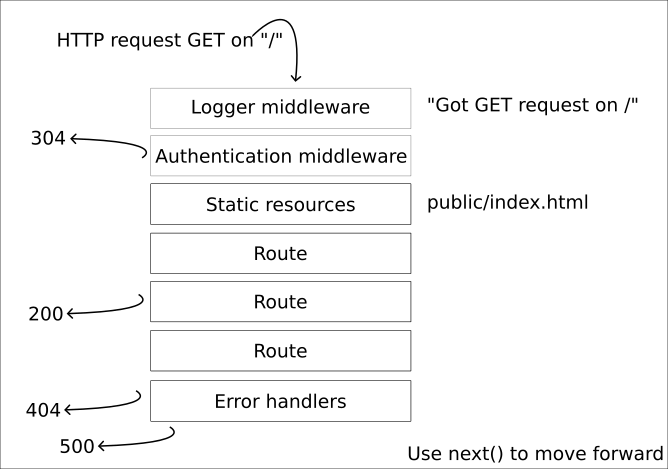 HTTP request GET on "/"
Logger middleware
"Got GET request on /"
304
Authentication middleware
Static resources
public/index.html
Route
Route
200
Route
Error handlers
404
500
Use next() to move forward